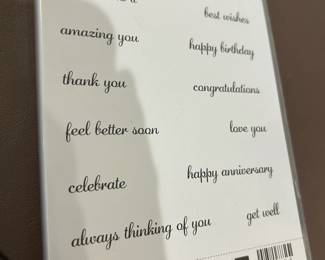 best wishes
amazing you
happy birthday
thank you
congratulations
feel better soon
love you
celebrate
happy anniversary
always thinking of you
get well